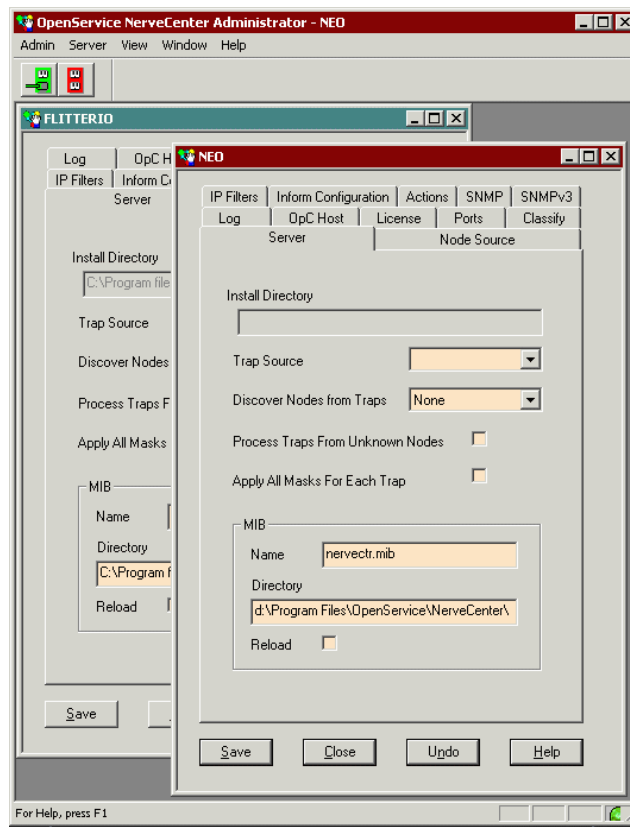 OpenService NerveCenter Administrator - NEO
Admin Server View Window Help
FLITTERIO
Log OpC H
IP Filters Inform Co
Server
Install Directory
C:\Program file
Trap Source
Discover Nodes
Process Traps F
Apply All Masks
MIB
Name
Directory
C:\Program f
Reload
Save
NEO
IP Filters Inform Configuration Actions SNMP SNMPv3
Log OpC Host License Ports Classify
Server Node Source
Install Directory
Trap Source
Discover Nodes from Traps None
Process Traps From Unknown Nodes
Apply All Masks For Each Trap
MIB
Name nervectr.mib
Directory
d:\Program Files\OpenService\NerveCenter\
Reload
Save Close Undo Help
For Help, press F1